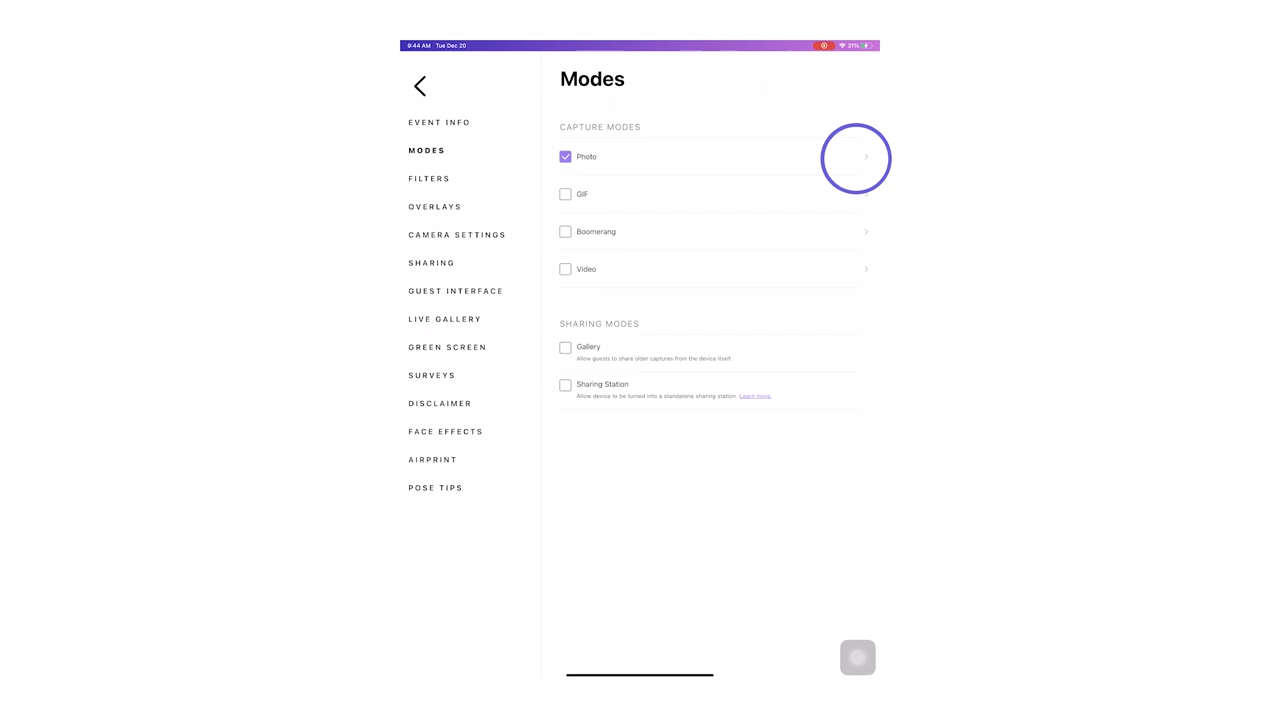 9:44 AM Tue Dec 20
31%
Modes
EVENT INFO
MODES
FILTERS
OVERLAYS
CAMERA SETTINGS
SHARING
GUEST INTERFACE
LIVE GALLERY
GREEN SCREEN
SURVEYS
DISCLAIMER
FACE EFFECTS
AIRPRINT
POSE TIPS
CAPTURE MODES
Photo
GIF
Boomerang
Video
SHARING MODES
Gallery
Allow guests to share older captures from the device itself.
Sharing Station
Allow device to be turned into a standalone sharing station. Learn more.